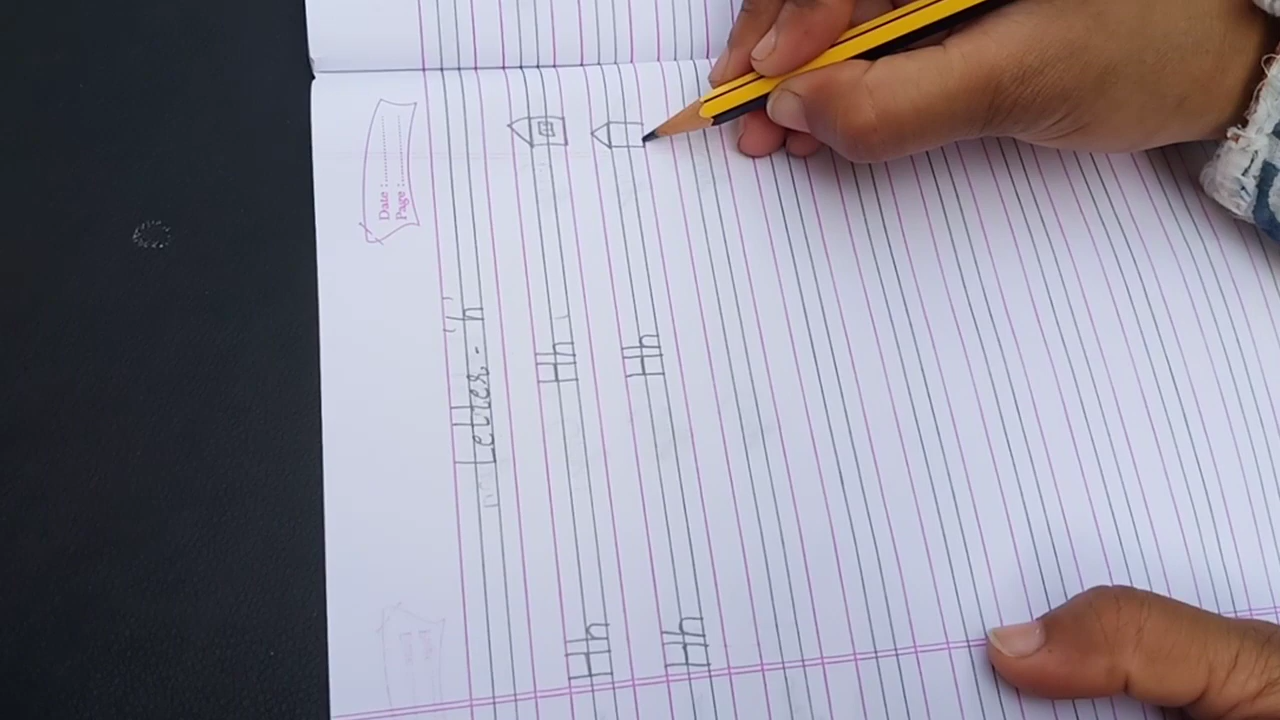 Date : ..................
Page : ..................
Letter - 'h'
Hh Hh
Hh Hh